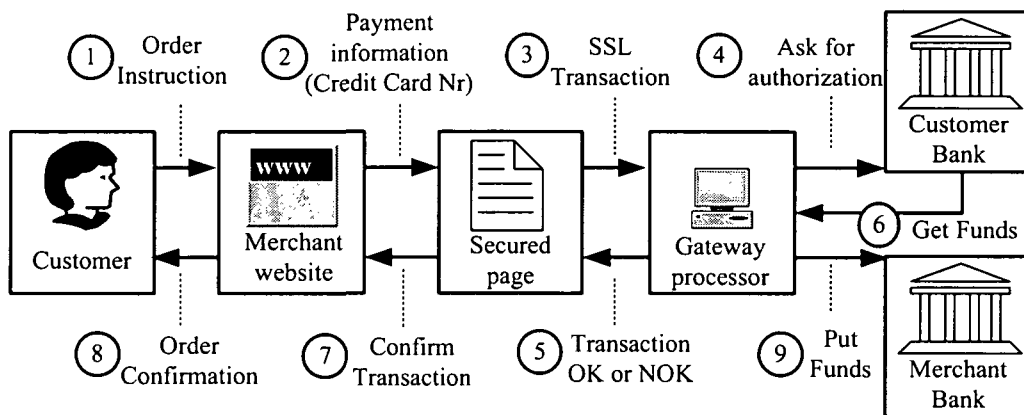 1
Order
Instruction
2
Payment
information
(Credit Card Nr)
3
SSL
Transaction
4
Ask for
authorization
Customer
Bank
Customer
www
Merchant
website
Secured
page
Gateway
processor
6
Get Funds
8
Order
Confirmation
7
Confirm
Transaction
5
Transaction
OK or NOK
9
Put
Funds
Merchant
Bank